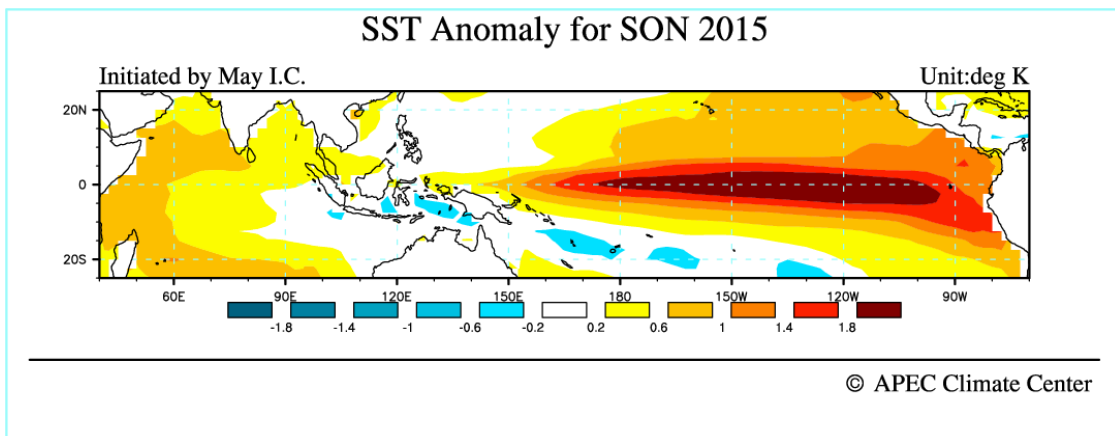 SST Anomaly for SON 2015
Initiated by May I.C. Unit:deg K
20N
0
20S
60E 90E 120E 150E 180 150W 120W 90W
-1.8 -1.4 -1 -0.6 -0.2 0.2 0.6 1 1.4 1.8
© APEC Climate Center